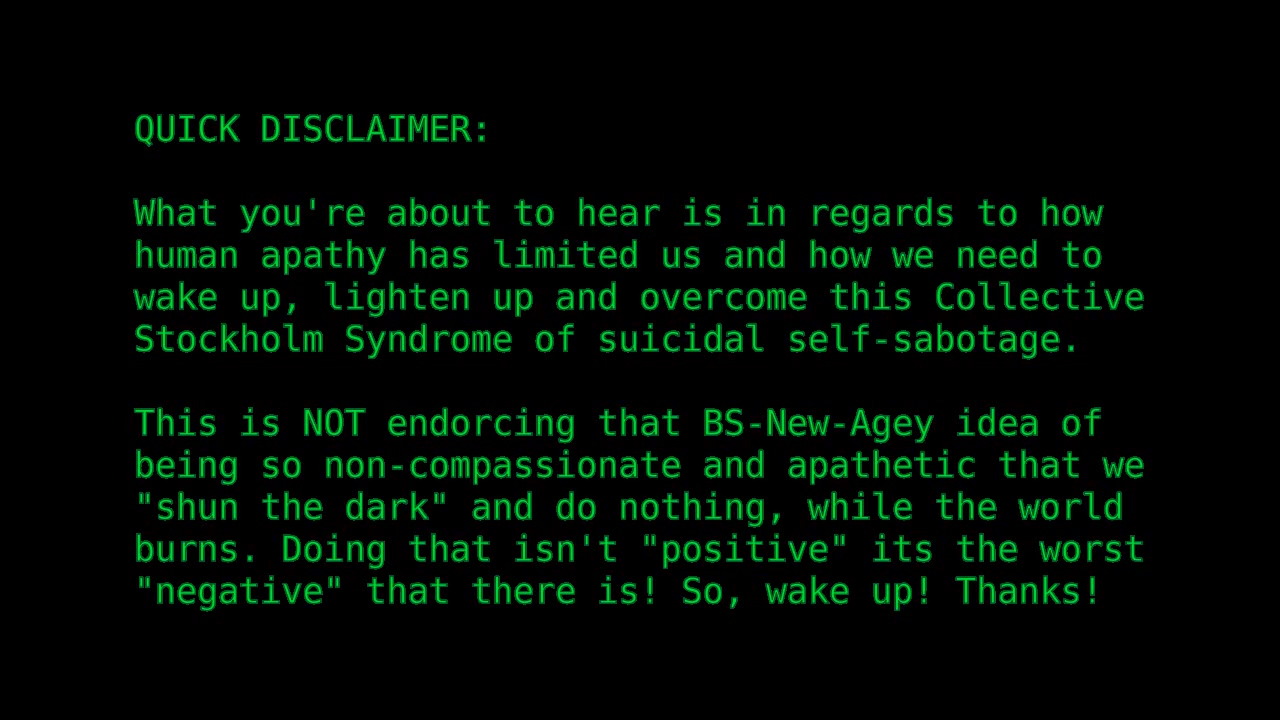 QUICK DISCLAIMER:
What you're about to hear is in regards to how
human apathy has limited us and how we need to
wake up, lighten up and overcome this Collective
Stockholm Syndrome of suicidal self-sabotage.
This is NOT endorcing that BS-New-Agey idea of
being so non-compassionate and apathetic that we
"shun the dark" and do nothing, while the world
burns. Doing that isn't "positive" its the worst
"negative" that there is! So, wake up! Thanks!